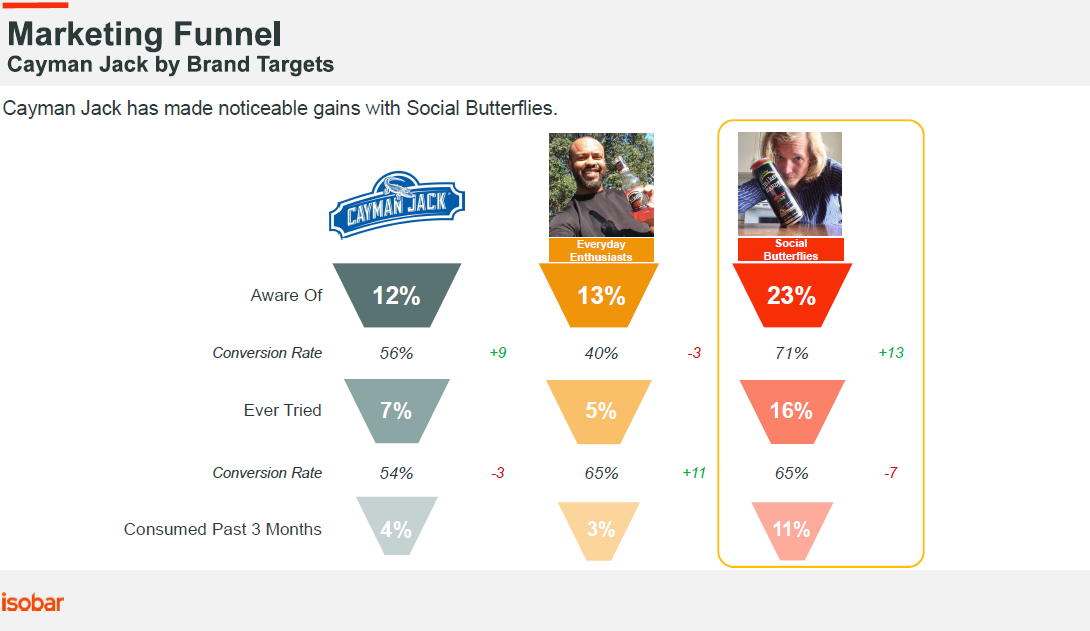 Marketing Funnel
Cayman Jack by Brand Targets
Cayman Jack has made noticeable gains with Social Butterflies.
CAYMAN JACK
Everyday
Enthusiasts
Social
Butterflies
Aware Of 12% 13% 23%
Conversion Rate 56% +9 40% -3 71% +13
Ever Tried 7% 5% 16%
Conversion Rate 54% -3 65% +11 65% -7
Consumed Past 3 Months 4% 3% 11%
isobar